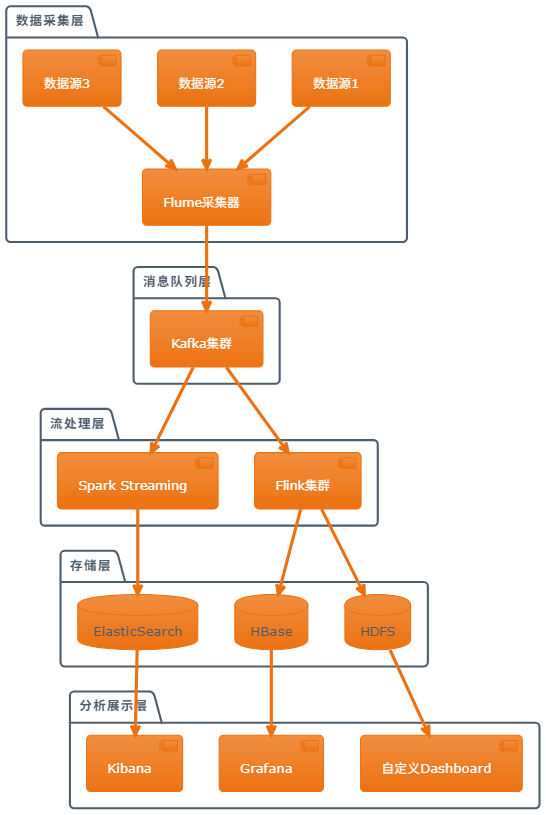 数据采集层
数据源3
数据源2
数据源1
Flume采集器
消息队列层
Kafka集群
流处理层
Spark Streaming
Flink集群
存储层
ElasticSearch
HBase
HDFS
分析展示层
Kibana
Grafana
自定义Dashboard